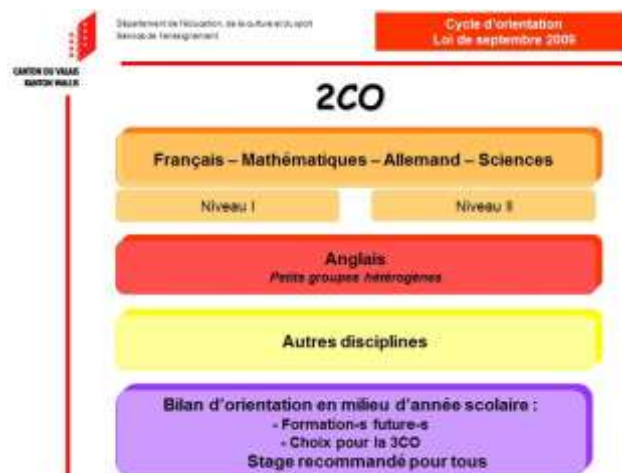 Département de l'éducation, de la culture et du sport
Service de l'enseignement
Cycle d'orientation
Loi de septembre 2009
CANTON DU VALAIS
KANTON WALLIS
2CO
Français – Mathématiques – Allemand – Sciences
Niveau I
Niveau II
Anglais
Petits groupes hétérogènes
Autres disciplines
Bilan d'orientation en milieu d'année scolaire :
- Formation-s future-s
- Choix pour la 3CO
Stage recommandé pour tous